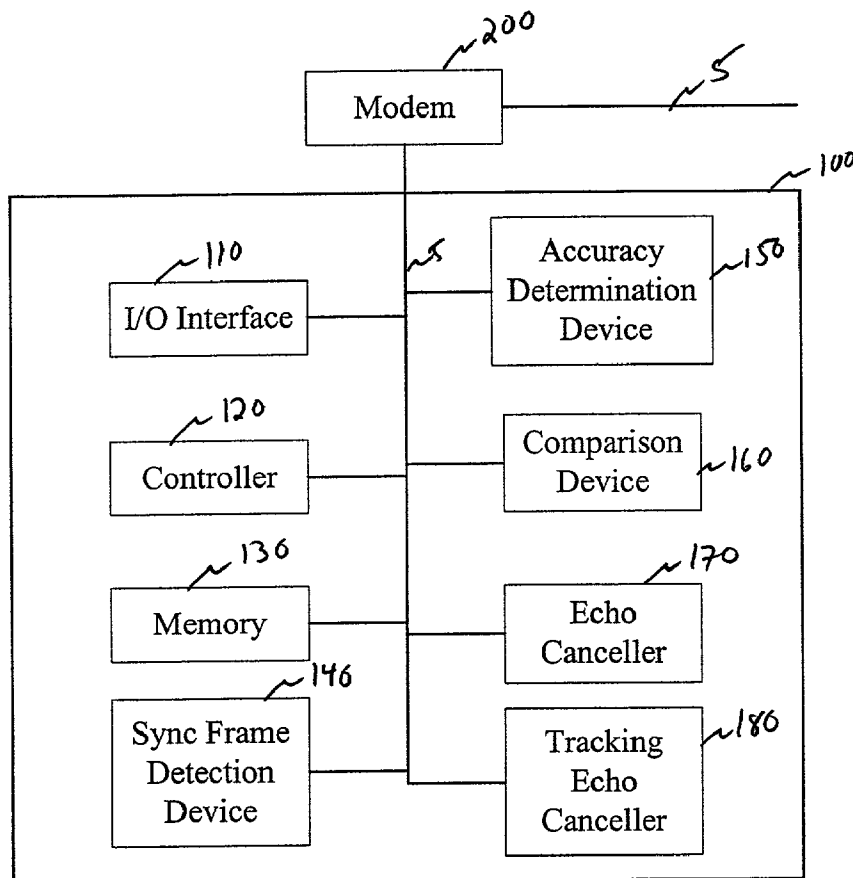 200
Modem
5
100
110
I/O Interface
5
Accuracy
Determination
Device
150
120
Controller
Comparison
Device
160
130
Memory
170
Echo
Canceller
140
Sync Frame
Detection
Device
Tracking
Echo
Canceller
180